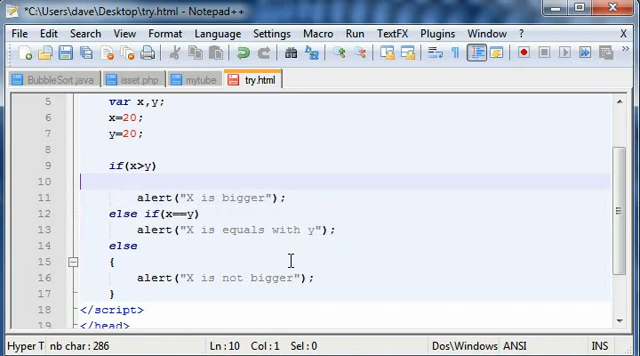 *C:\Users\dave\Desktop\try.html - Notepad++
File Edit Search View Format Language Settings Macro Run TextFX Plugins Window ? X
BubbleSort.java isset.php mytube try.html
5 var x,y;
6 x=20;
7 y=20;
8
9 if(x>y)
10
11 alert("X is bigger");
12 else if(x==y)
13 alert("X is equals with y");
14 else
15 {
16 alert("X is not bigger");
17 }
18 </script>
19 </head>
Hyper T nb char : 286 Ln : 10 Col : 1 Sel : 0 Dos\Windows ANSI INS